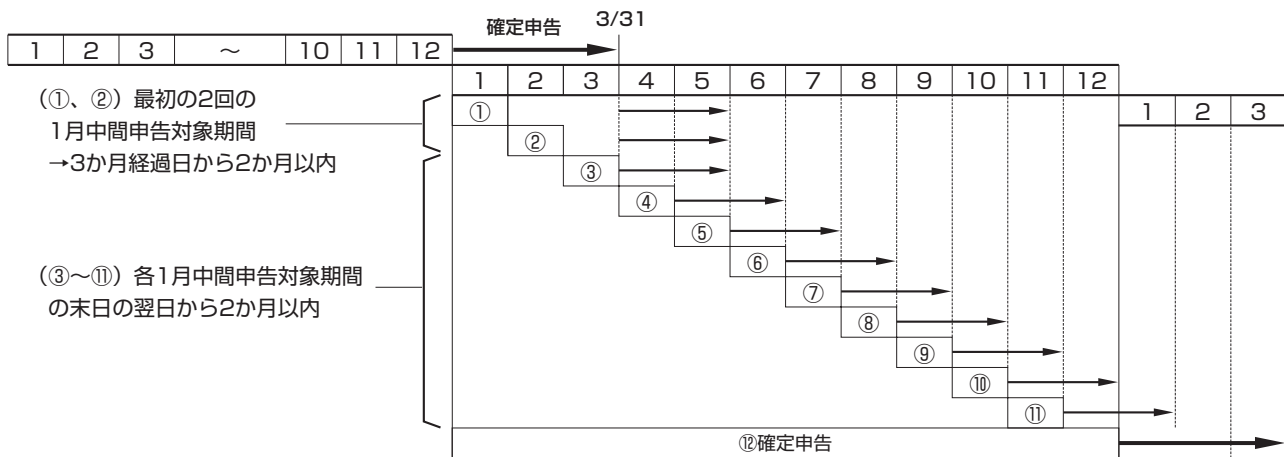 確定申告
3/31
1 2 3 ～ 10 11 12
1 2 3 4 5 6 7 8 9 10 11 12
1 2 3
(①、②) 最初の2回の
1月中間申告対象期間
→3か月経過日から2か月以内
①
②
③
④
⑤
⑥
(③～⑪) 各1月中間申告対象期間
の末日の翌日から2か月以内
⑦
⑧
⑨
⑩
⑪
⑫確定申告